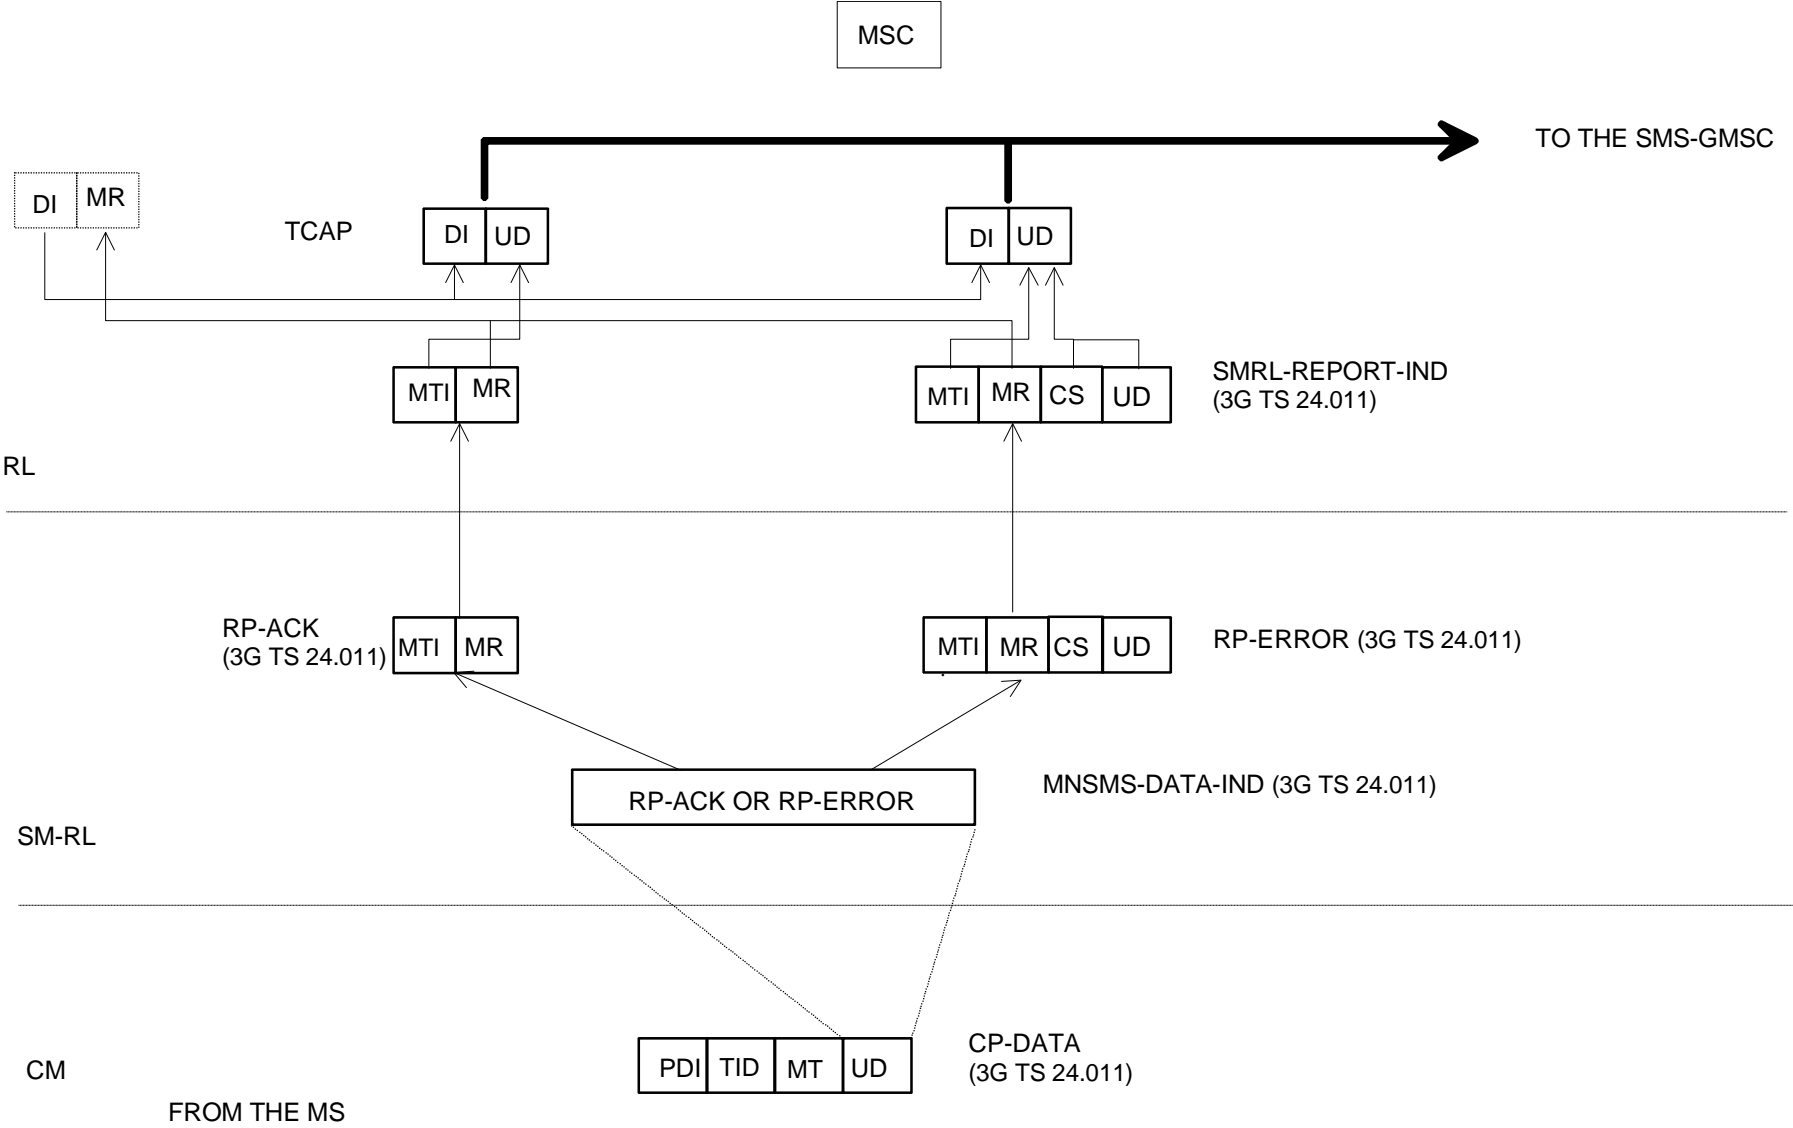 MSC
TO THE SMS-GMSC
DI MR
TCAP
DI UD
DI UD
MTI MR
MTI MR CS UD
SMRL-REPORT-IND
(3G TS 24.011)
RL
RP-ACK
(3G TS 24.011)
MTI MR
MTI MR CS UD
RP-ERROR (3G TS 24.011)
RP-ACK OR RP-ERROR
MNSMS-DATA-IND (3G TS 24.011)
SM-RL
PDI TID MT UD
CP-DATA
(3G TS 24.011)
CM
FROM THE MS